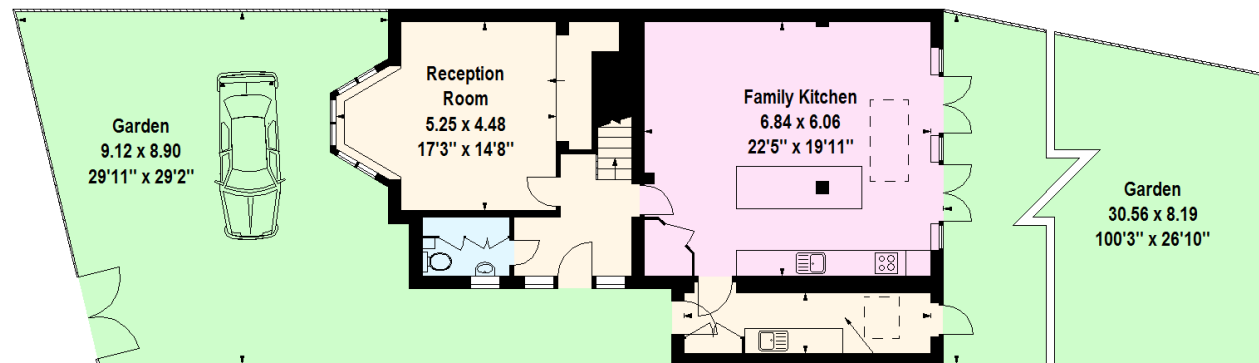 Garden
9.12 x 8.90
29'11" x 29'2"
Reception
Room
5.25 x 4.48
17'3" x 14'8"
Family Kitchen
6.84 x 6.06
22'5" x 19'11"
Garden
30.56 x 8.19
100'3" x 26'10"